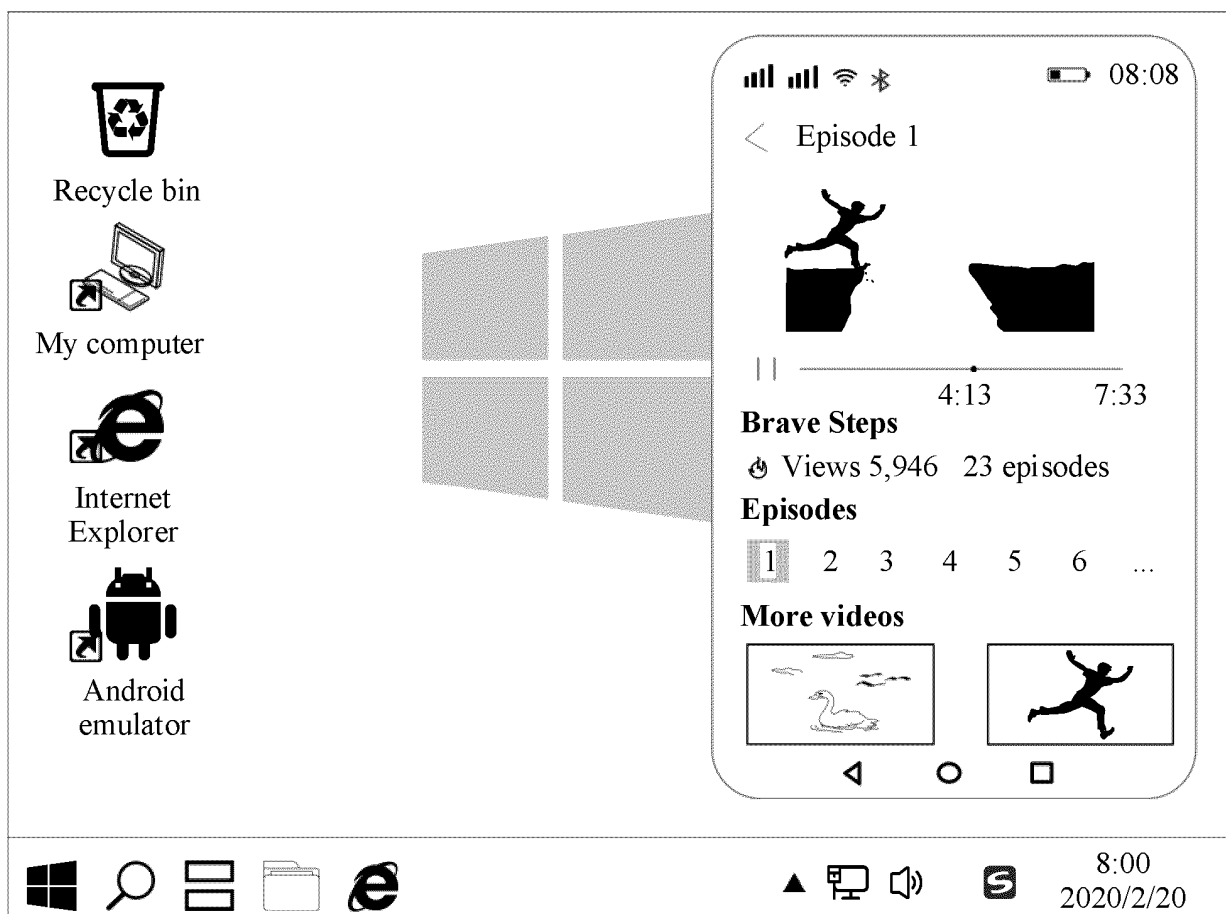 Recycle bin
My computer
Internet
Explorer
Android
emulator
08:08
Episode 1
4:13 7:33
Brave Steps
Views 5,946 23 episodes
Episodes
1 2 3 4 5 6 ...
More videos
S
8:00
2020/2/20